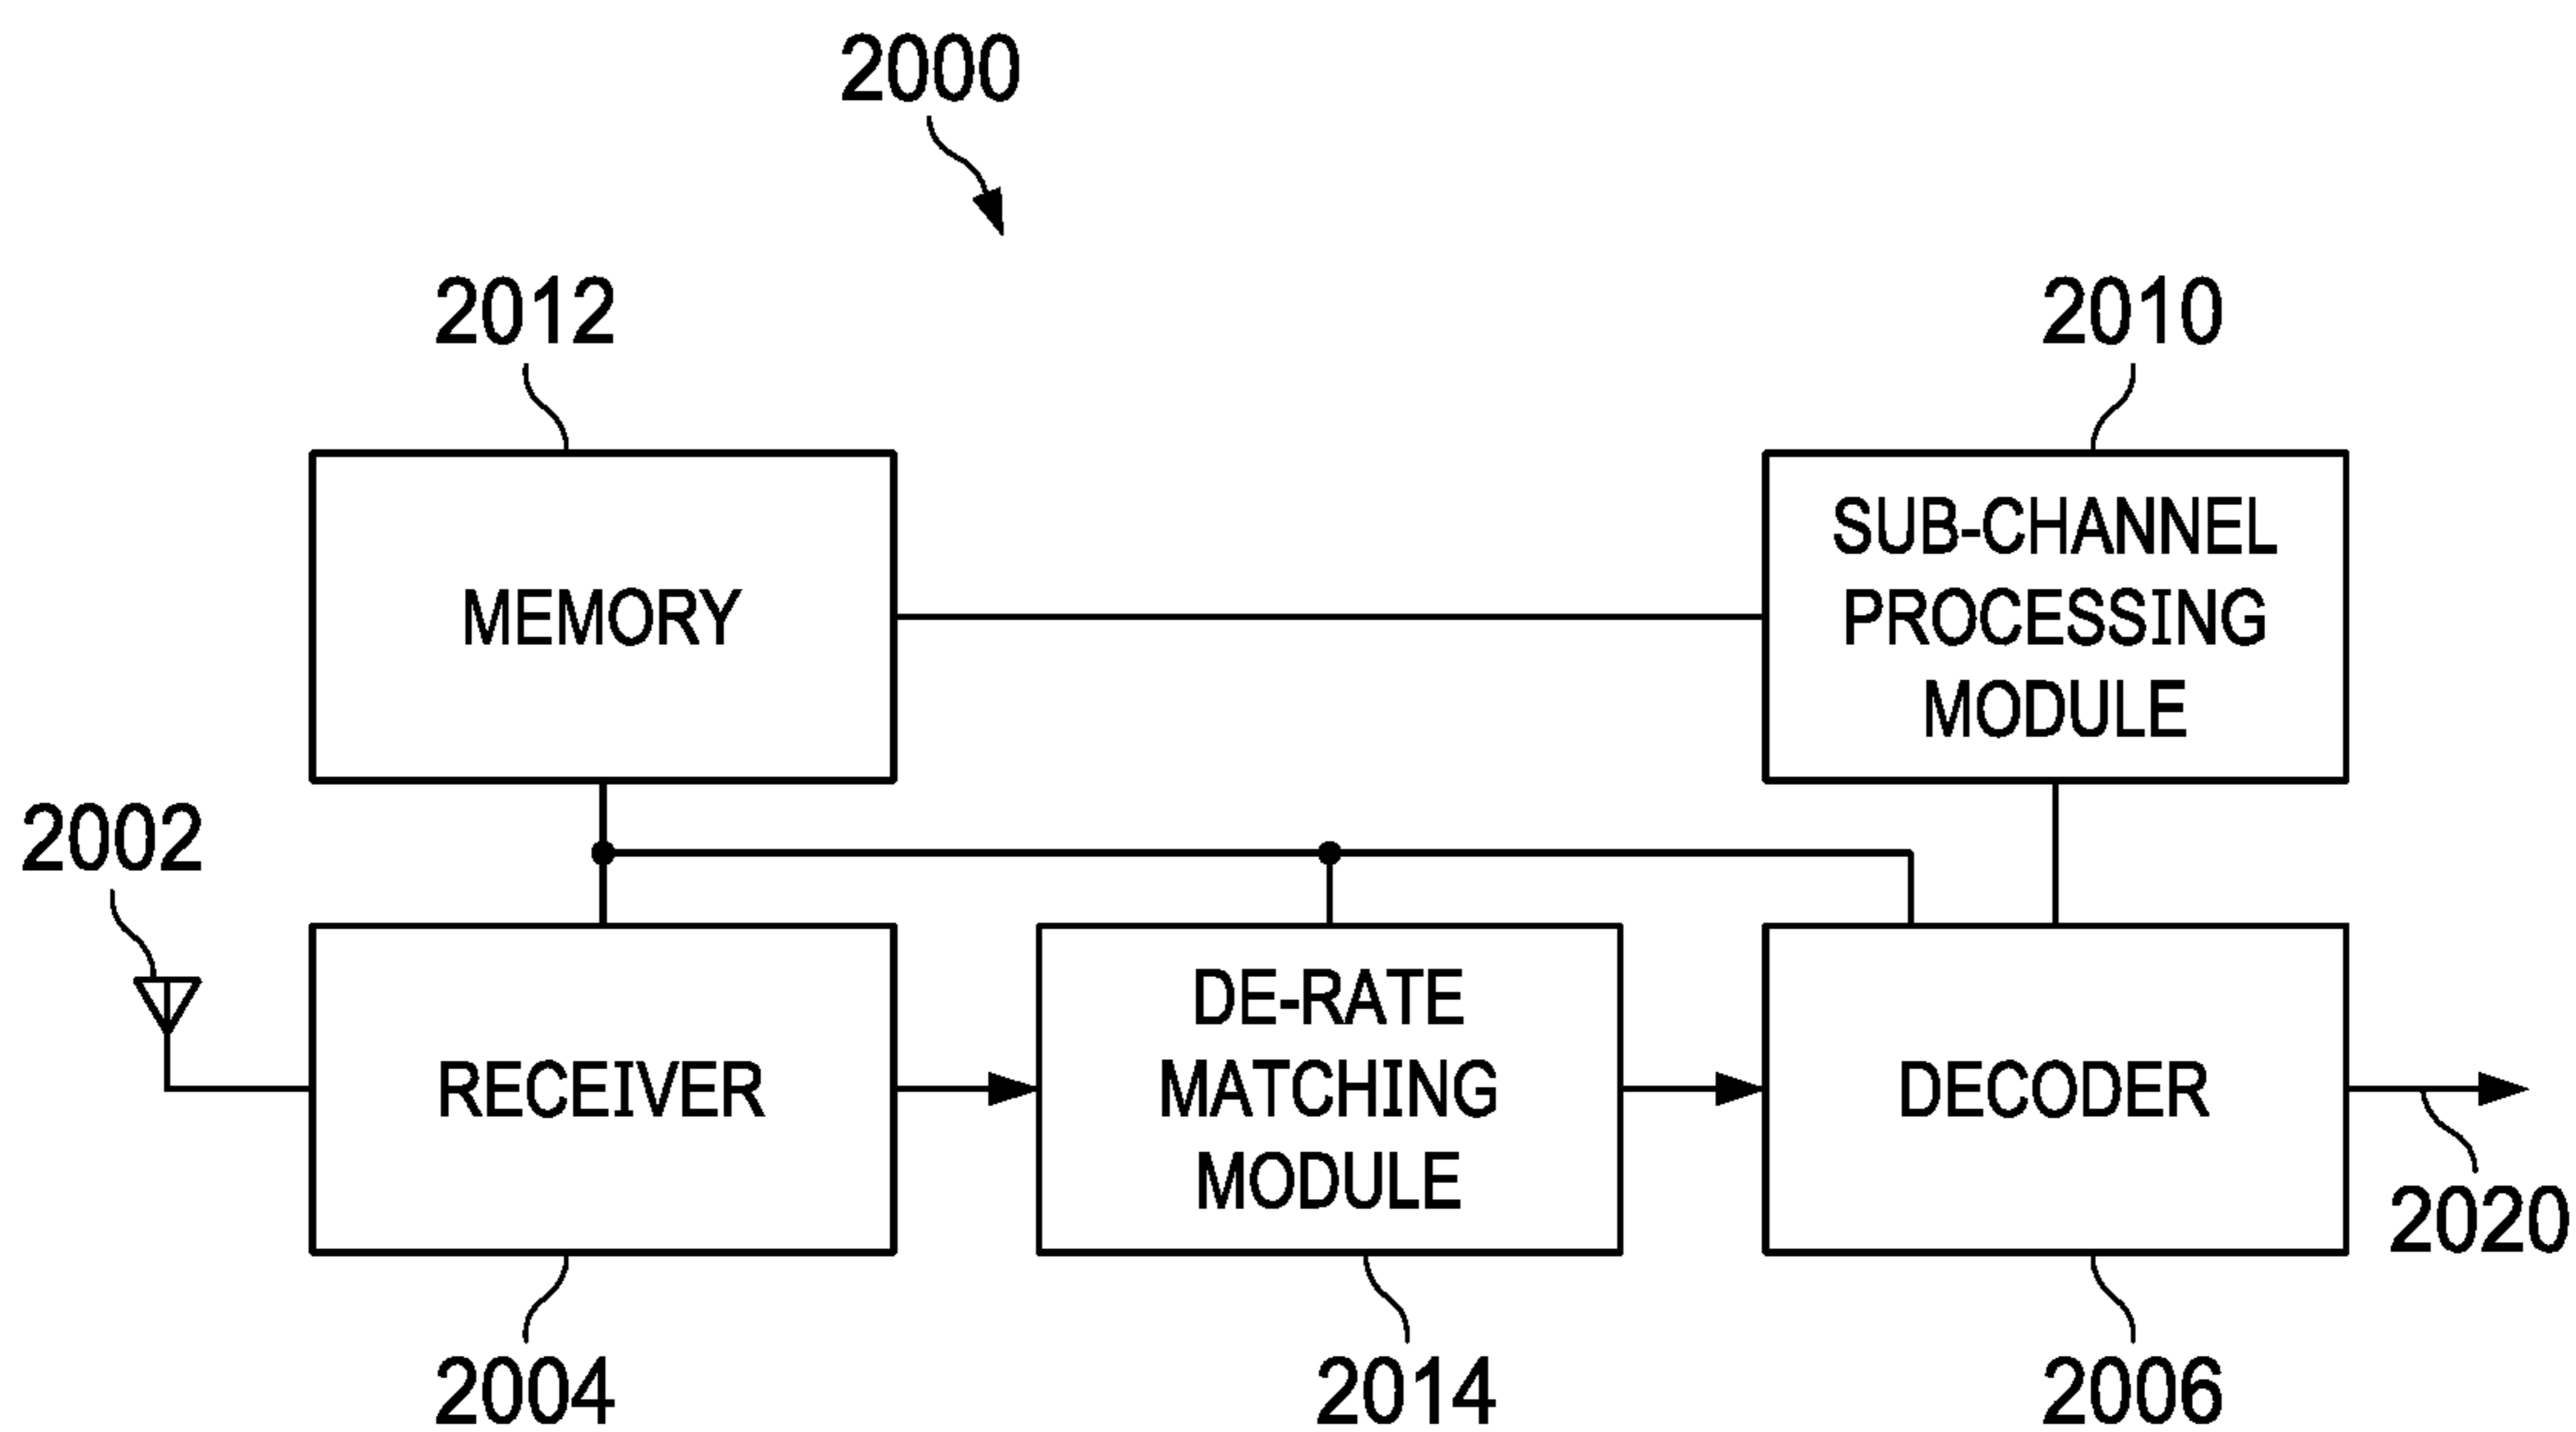 2000
2012
2010
MEMORY
SUB-CHANNEL
PROCESSING
MODULE
2002
RECEIVER
DE-RATE
MATCHING
MODULE
DECODER
2020
2004
2014
2006